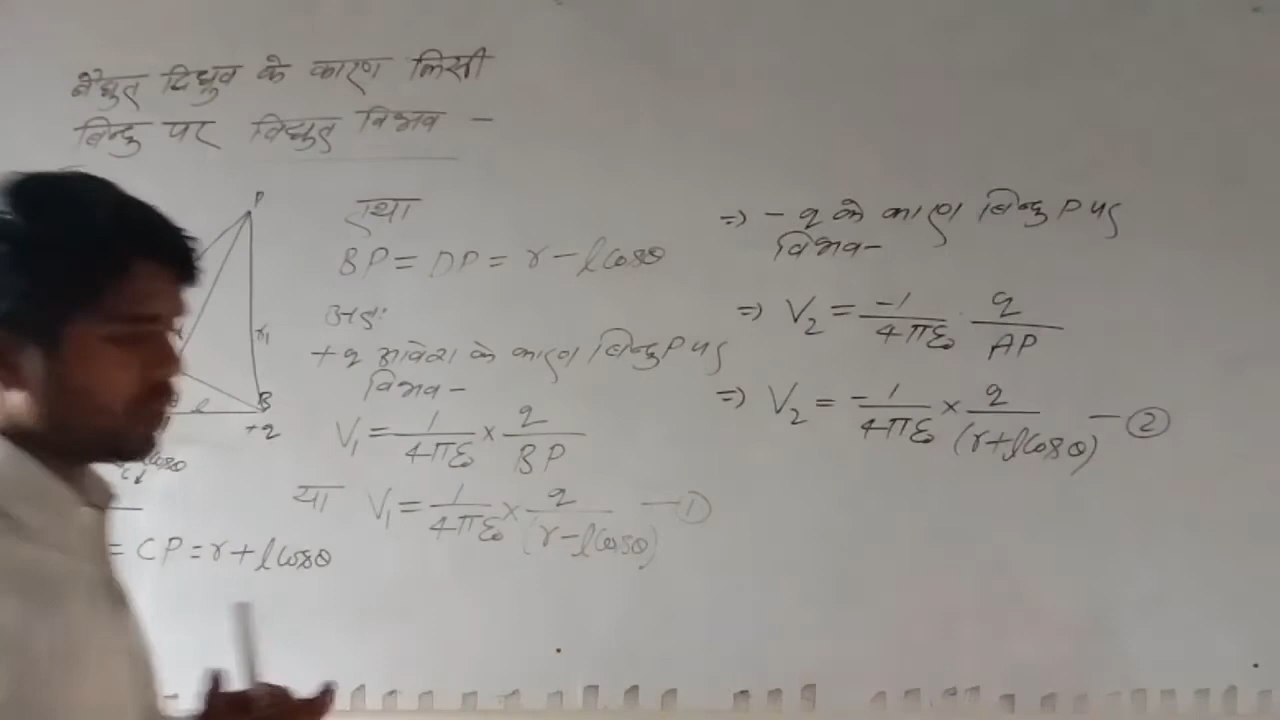 वैद्युत द्विध्रुव के कारण किसी
बिन्दु पर विद्युत विभव -
P
r₁
B
l
+q
= CP = r + l cosθ
तथा
BP = DP = r - l cosθ
अतः
+q आवेश के कारण बिन्दु P पर
विभव -
V₁ = 1/4πε₀ × q/BP
या V₁ = 1/4πε₀ × q/(r - l cosθ) — ①
⇒ - q के कारण बिन्दु P पर
विभव -
⇒ V₂ = -1/4πε₀ . q/AP
⇒ V₂ = -1/4πε₀ × q/(r + l cosθ) — ②